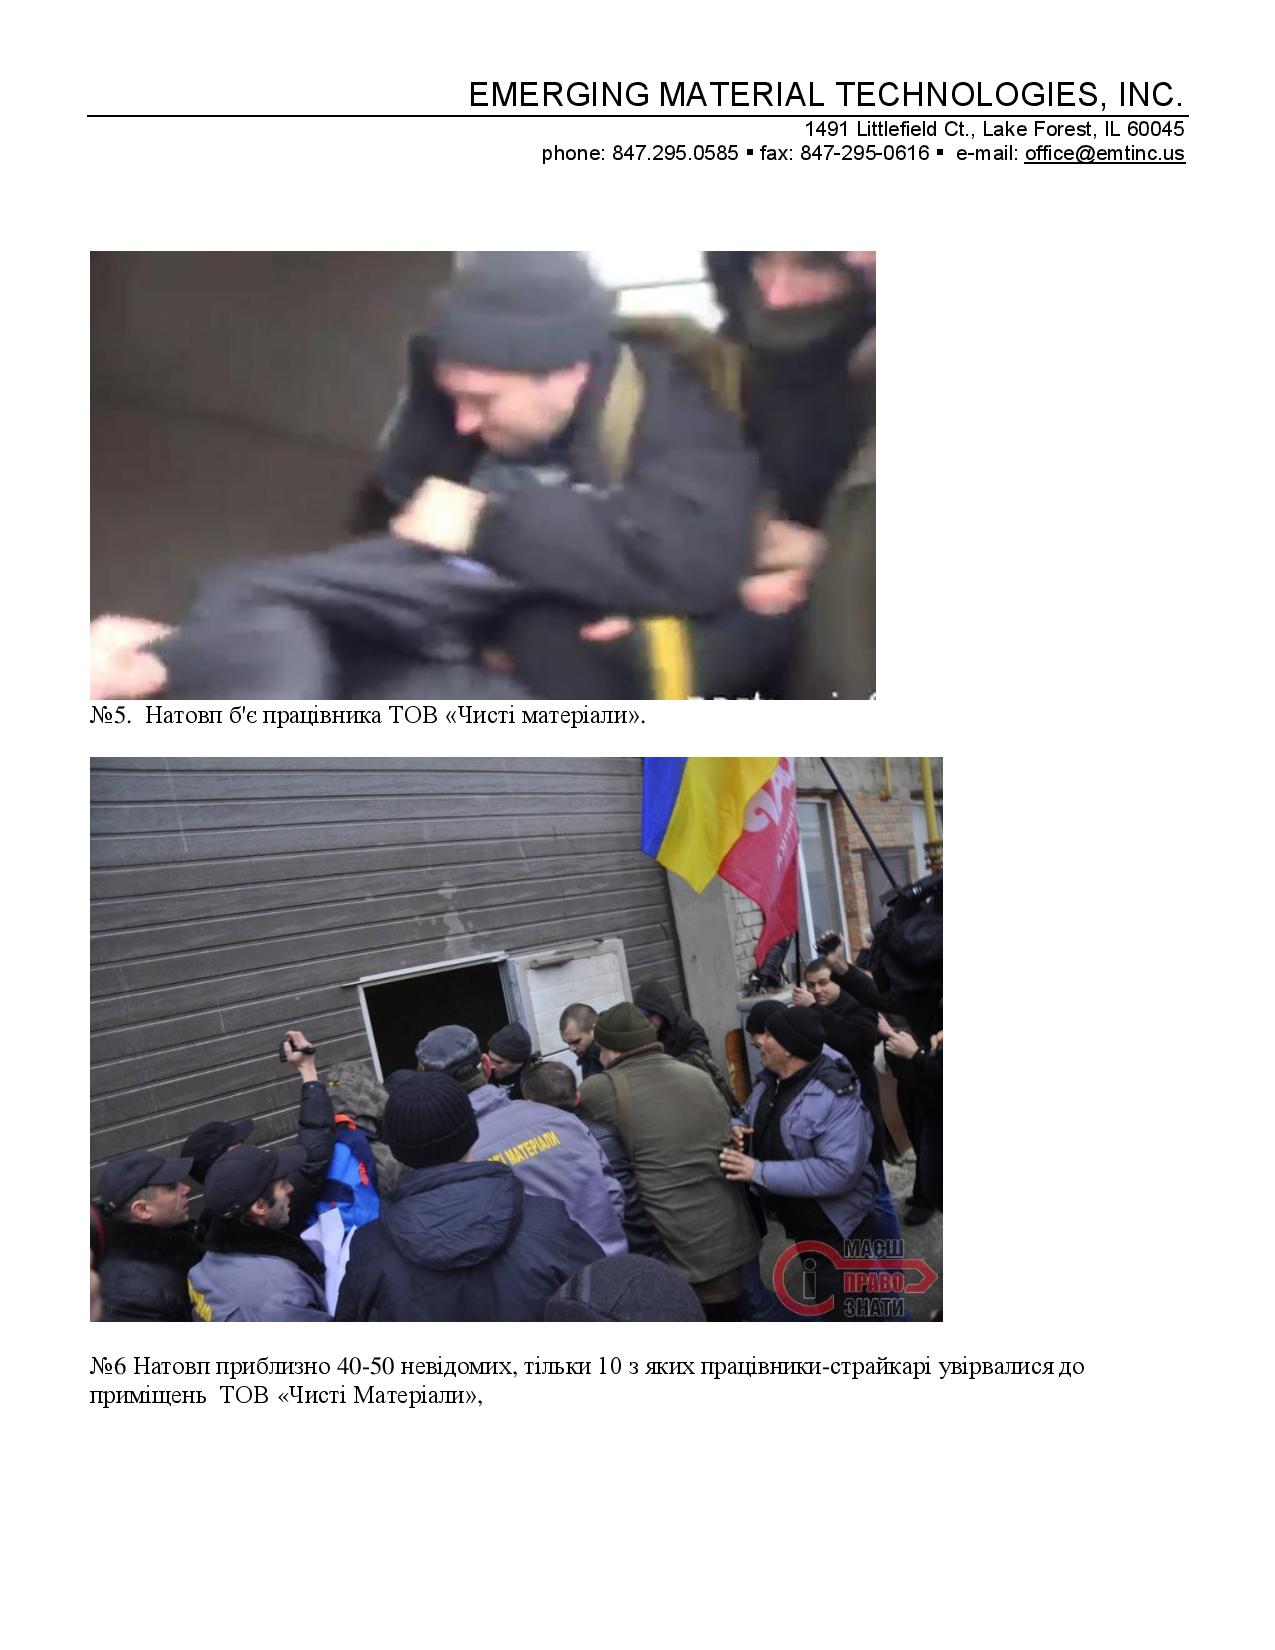 EMERGING MATERIAL TECHNOLOGIES, INC.
1491 Littlefield Ct., Lake Forest, IL 60045
phone: 847.295.0585 ▪ fax: 847-295-0616 ▪ e-mail: office@emtinc.us
№5. Натовп б'є працівника ТОВ «Чисті матеріали».
МАТЕРІАЛИ
МАЄШ
ПРАВО
ЗНАТИ
№6 Натовп приблизно 40-50 невідомих, тільки 10 з яких працівники-страйкарі увірвалися до
приміщень ТОВ «Чисті Матеріали»,